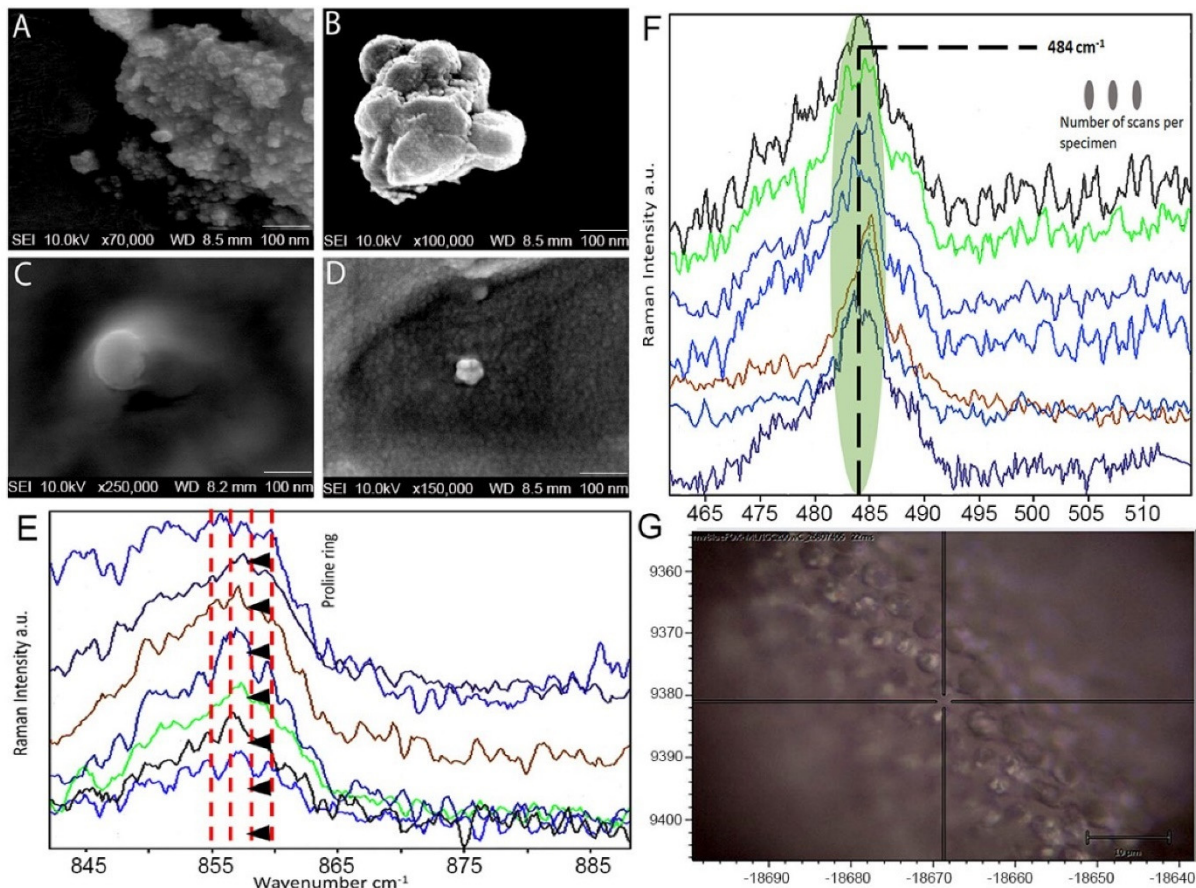 A
SEI 10.0kV x70,000 WD 8.5 mm 100 nm
B
SEI 10.0kV x100,000 WD 8.5 mm 100 nm
C
SEI 10.0kV x250,000 WD 8.2 mm 100 nm
D
SEI 10.0kV x150,000 WD 8.5 mm 100 nm
E
Raman Intensity a.u.
Proline ring
845 855 865 875 885
Wavenumber cm⁻¹
F
484 cm⁻¹
Number of scans per
specimen
Raman Intensity a.u.
465 475 480 485 490 495 500 505 510
G
9360
9370
9380
9390
9400
10 µm
-18690 -18680 -18670 -18660 -18650 -18640